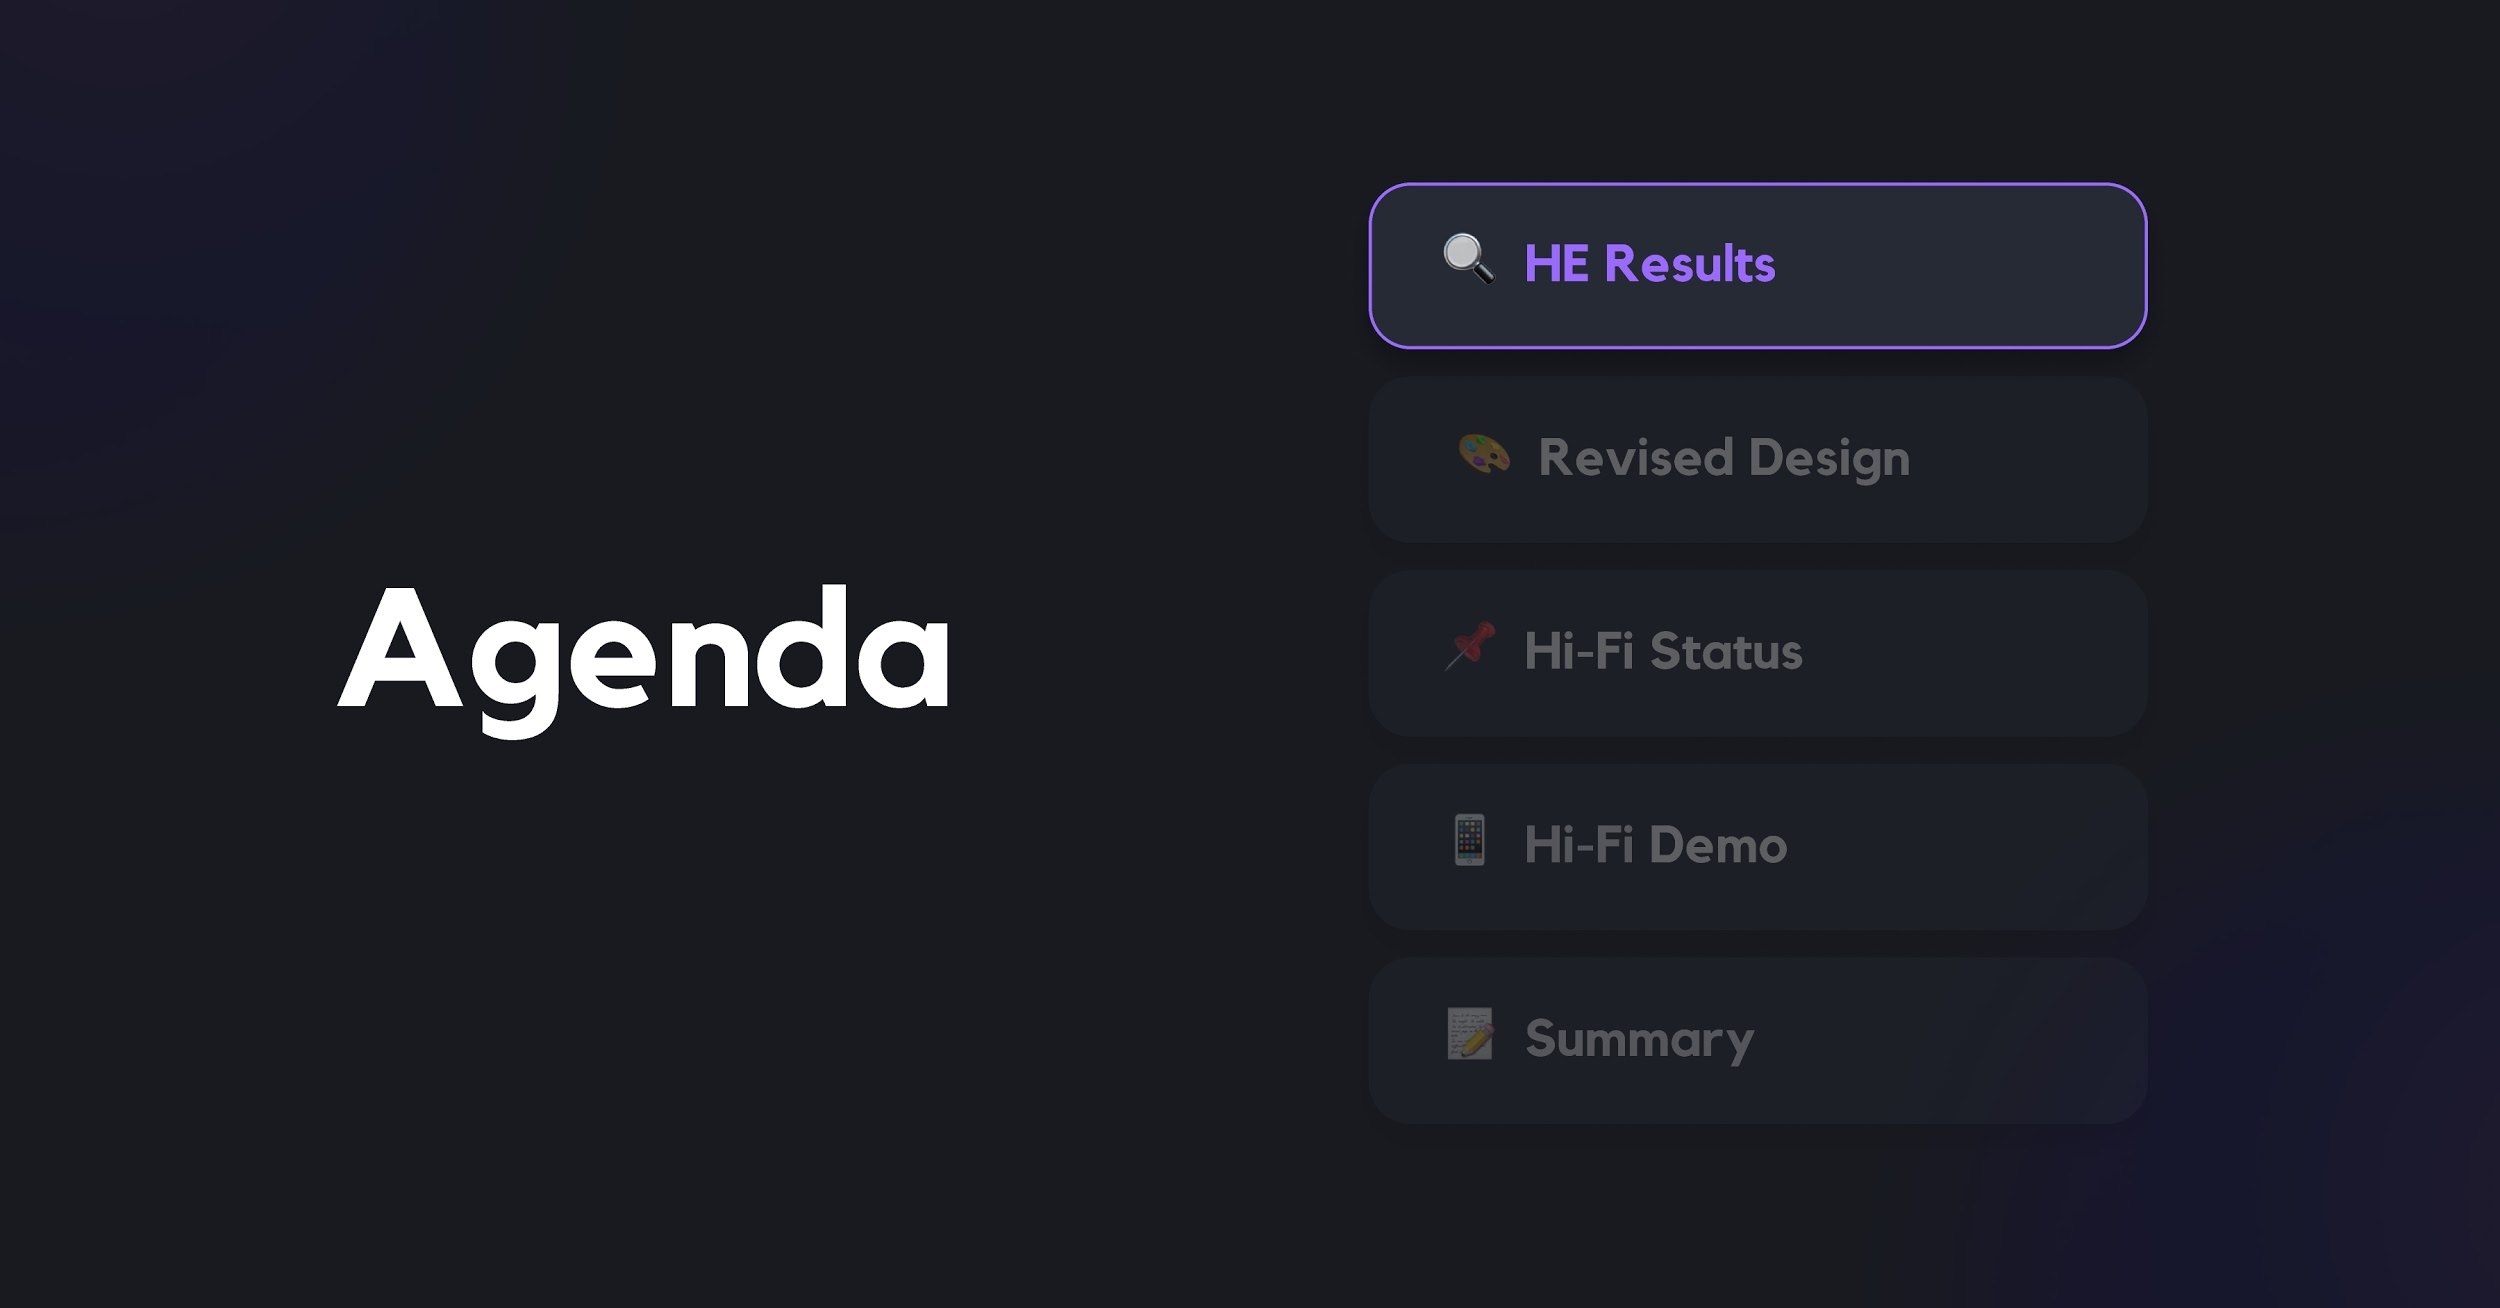 Agenda
🔍 HE Results
🎨 Revised Design
📌 Hi-Fi Status
📱 Hi-Fi Demo
📝 Summary